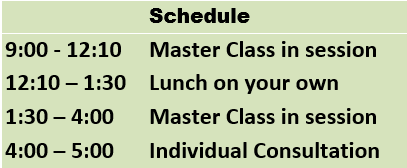 Schedule
9:00 - 12:10 Master Class in session
12:10 – 1:30 Lunch on your own
1:30 – 4:00 Master Class in session
4:00 – 5:00 Individual Consultation